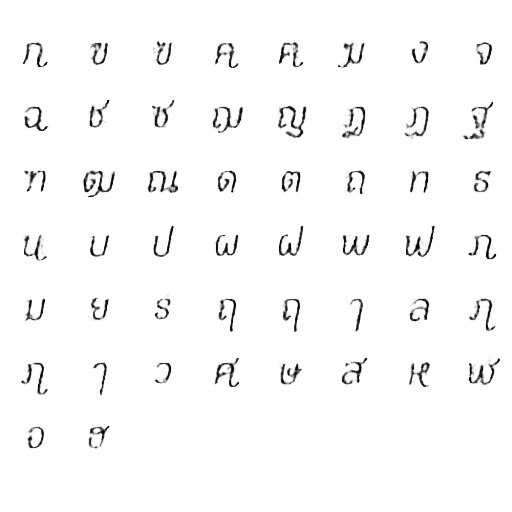 ก ข ฃ ค ฅ ฆ ง จ
ฉ ช ซ ฌ ญ ฎ ฏ ฐ
ฑ ฒ ณ ด ต ถ ท ธ
น บ ป ผ ฝ พ ฟ ภ
ม ย ร ฤ ฤ ๅ ล ฦ
ฦ ๅ ว ศ ษ ส ห ฬ
อ ฮ